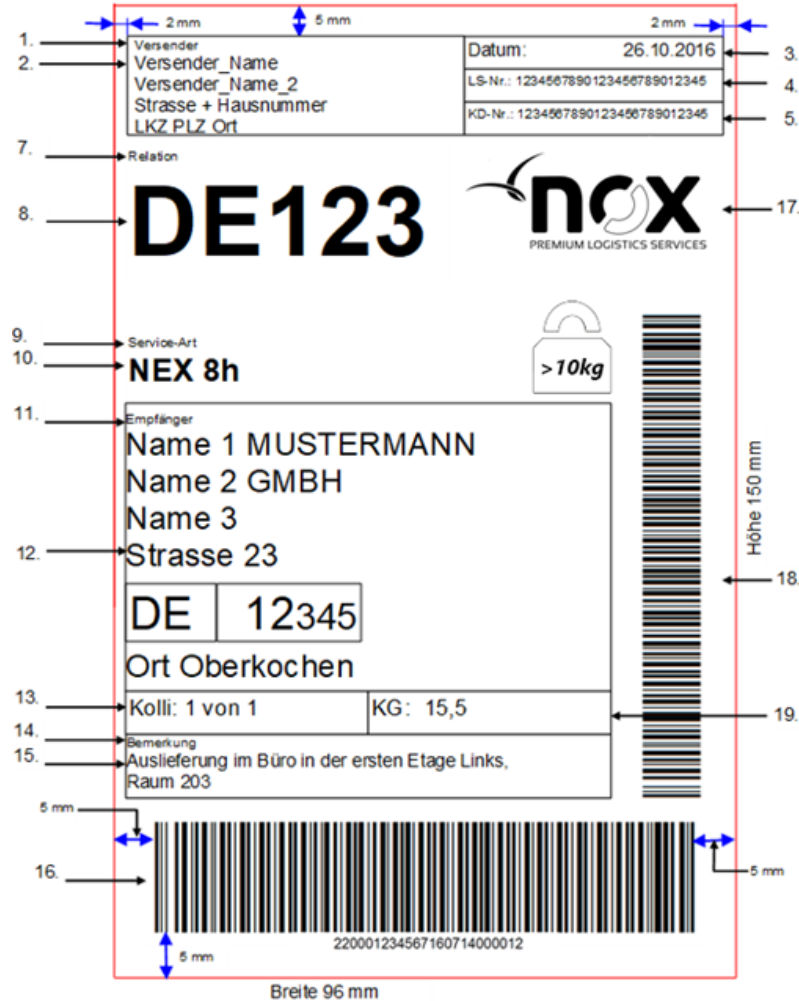 2 mm
5 mm
2 mm
1.
Versender
2.
Versender_Name
Versender_Name_2
Strasse + Hausnummer
LKZ PLZ Ort
Datum: 26.10.2016
3.
LS-Nr.: 1234567890123456789012345
4.
KD-Nr.: 1234567890123456789012345
5.
7.
Relation
8.
DE123
nox
PREMIUM LOGISTICS SERVICES
17.
9.
Service-Art
10.
NEX 8h
>10kg
11.
Empfänger
Name 1 MUSTERMANN
Name 2 GMBH
Name 3
12.
Strasse 23
DE 12345
Ort Oberkochen
Höhe 150 mm
18.
13.
Kolli: 1 von 1
KG: 15,5
19.
14.
Bemerkung
15.
Auslieferung im Büro in der ersten Etage Links,
Raum 203
5 mm
16.
5 mm
220001234567160714000012
5 mm
Breite 96 mm